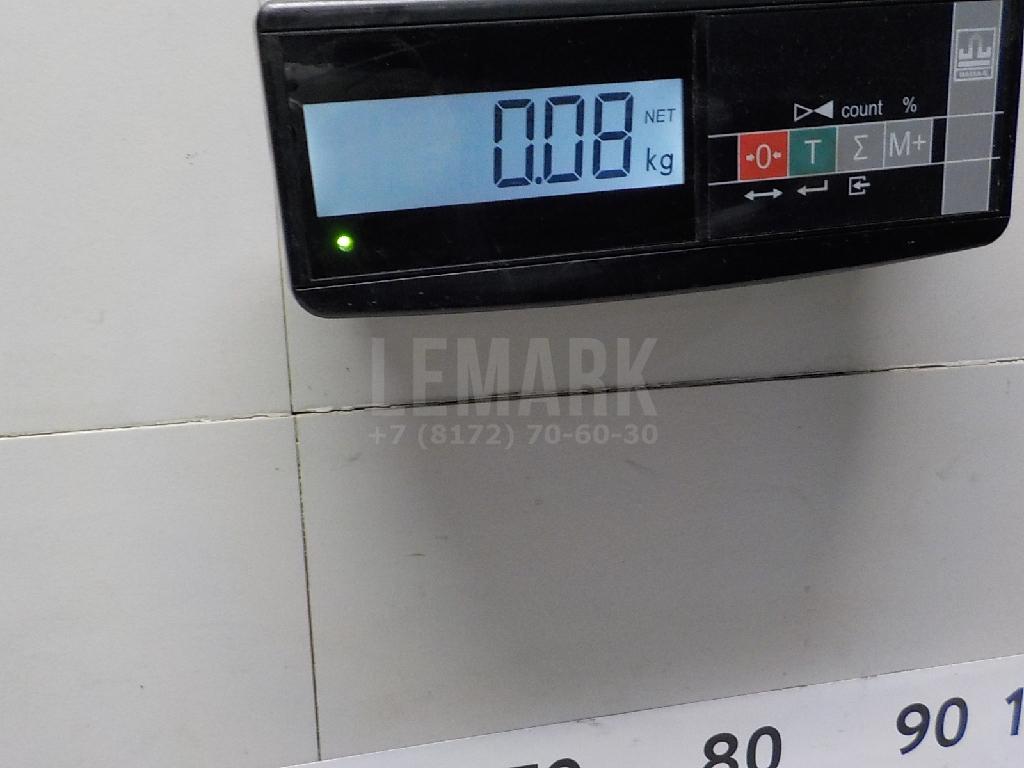 0.08 NET kg
count %
→0← T Σ M+
LEMARK
+7 (8172) 70-60-30
80 90